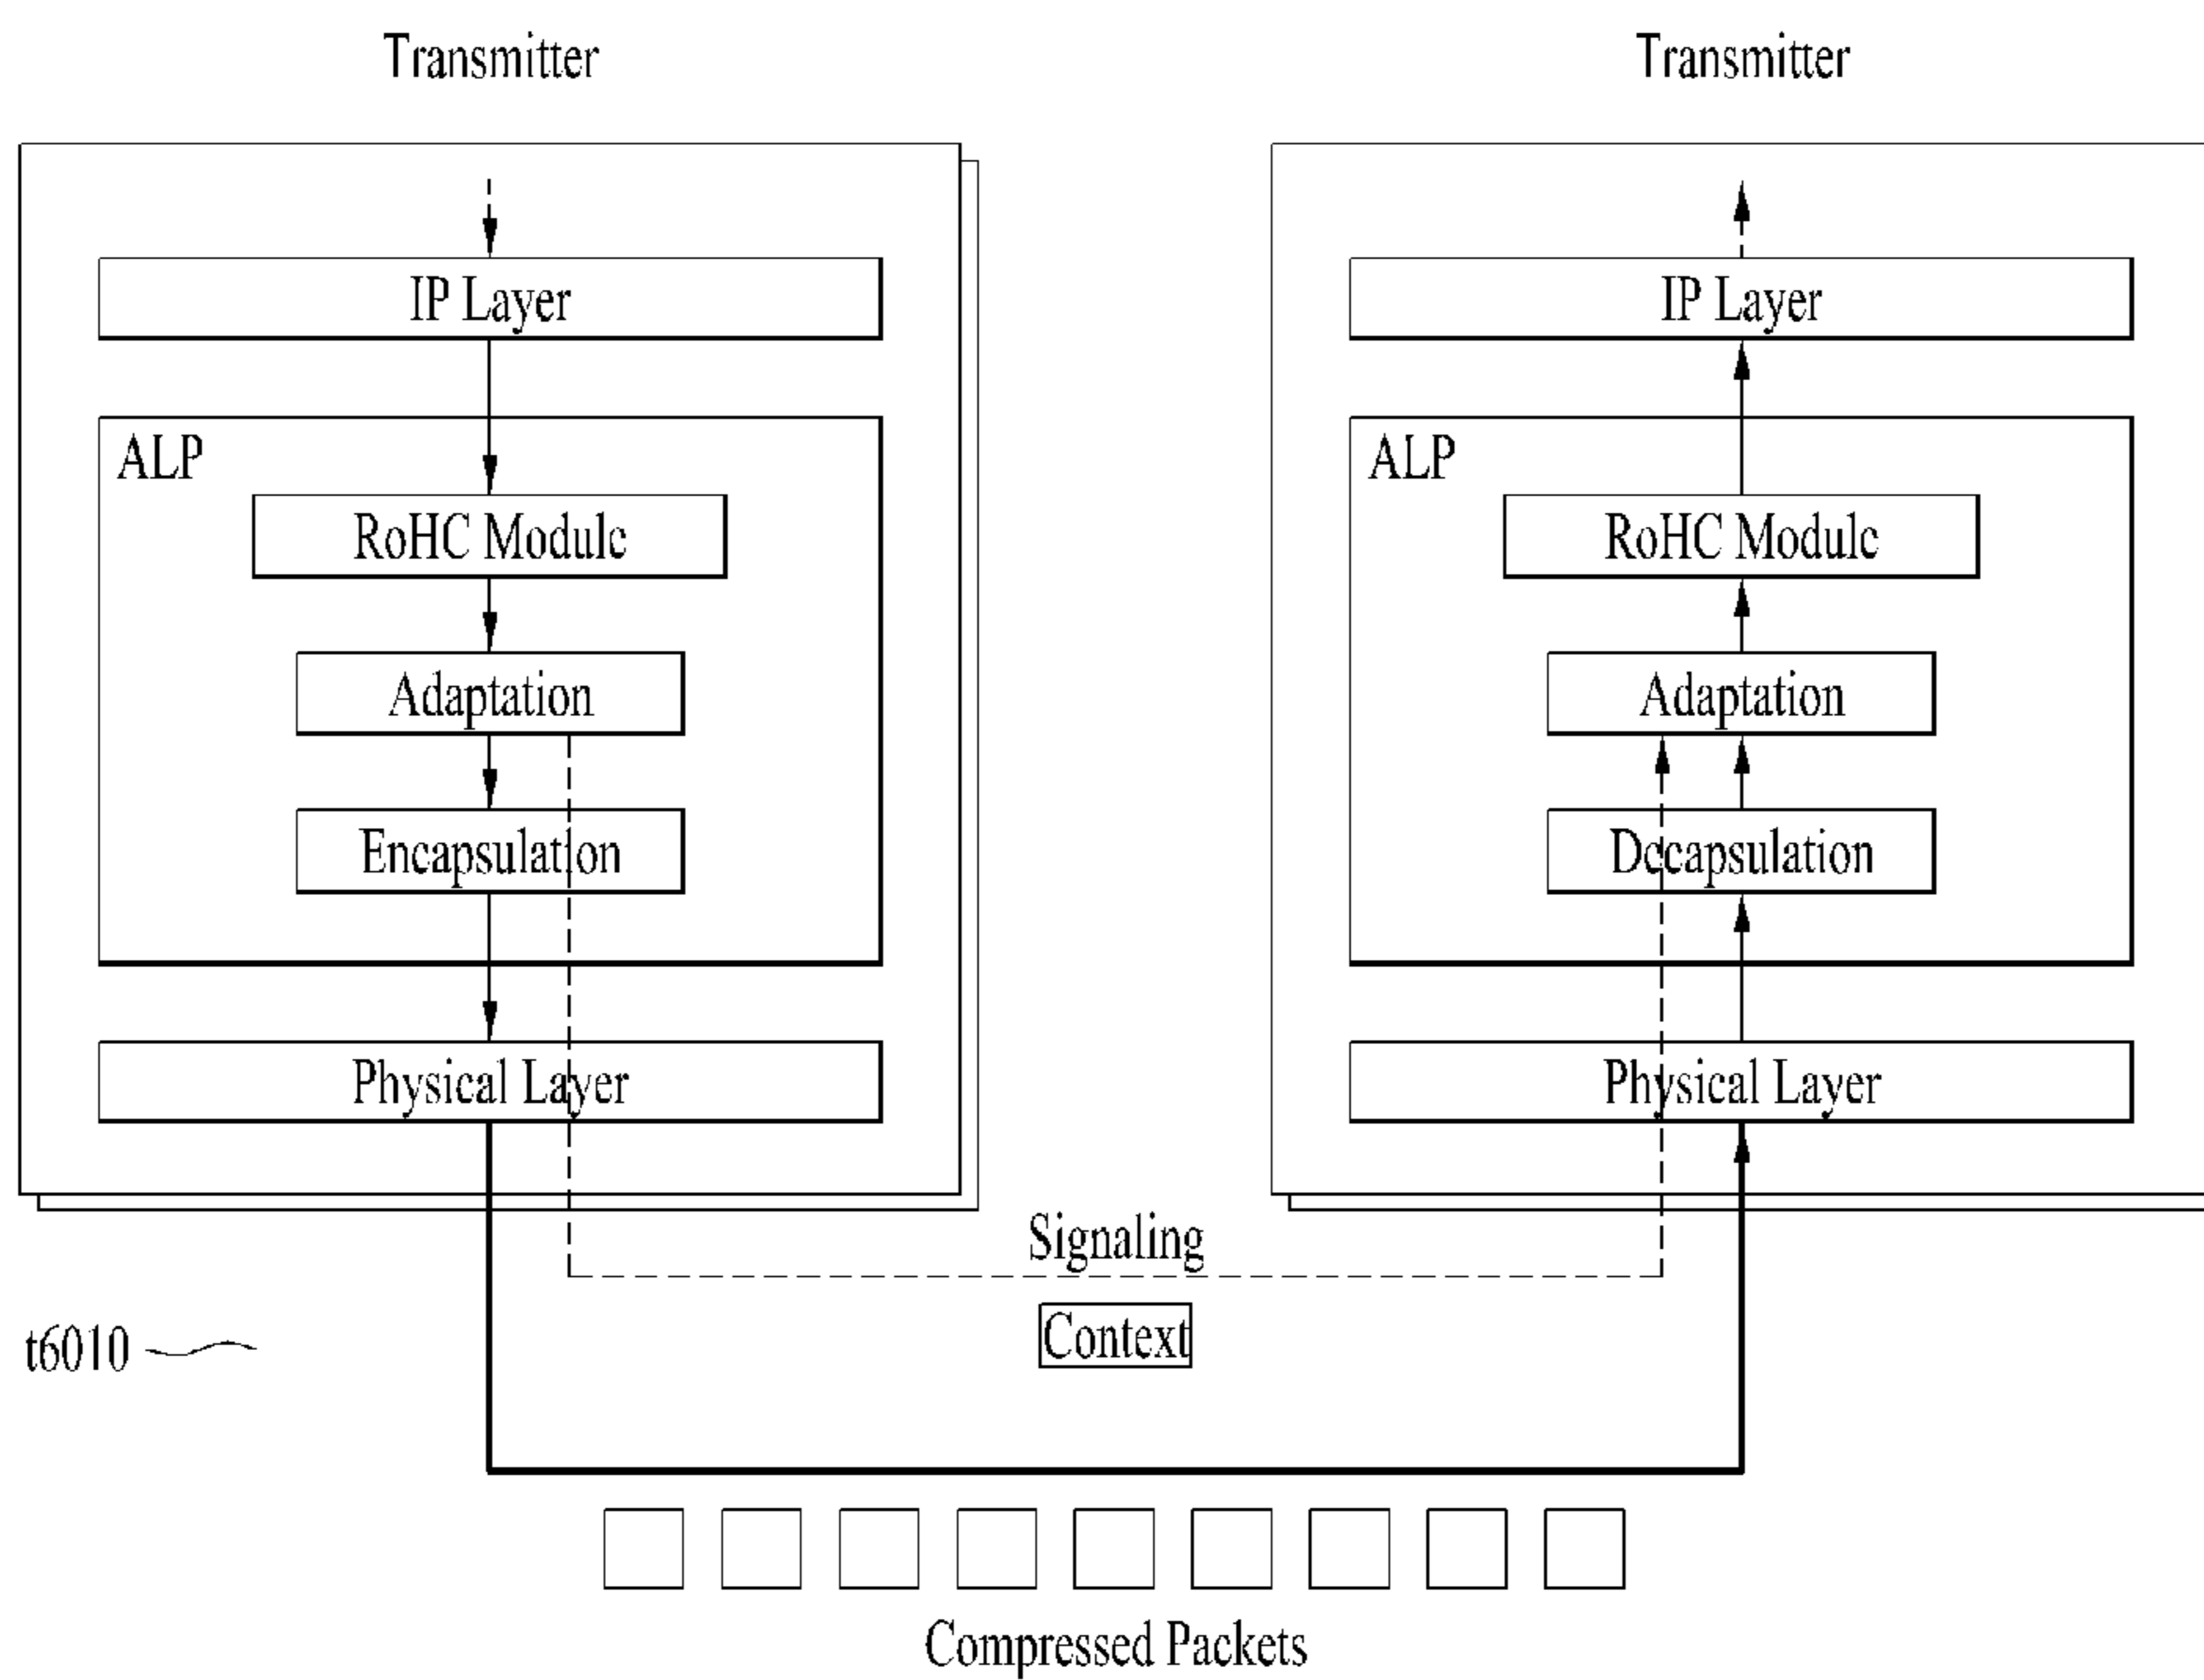 Transmitter
IP Layer
ALP
RoHC Module
Adaptation
Encapsulation
Physical Layer
Transmitter
IP Layer
ALP
RoHC Module
Adaptation
Decapsulation
Physical Layer
Signaling
Context
t6010
Compressed Packets